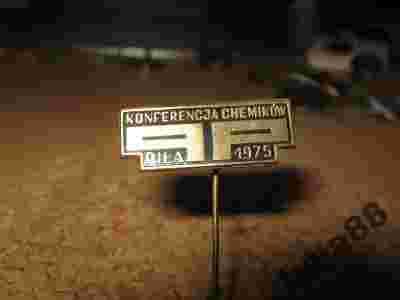 KONFERENCJA CHEMIKÓW
PIŁA 1975